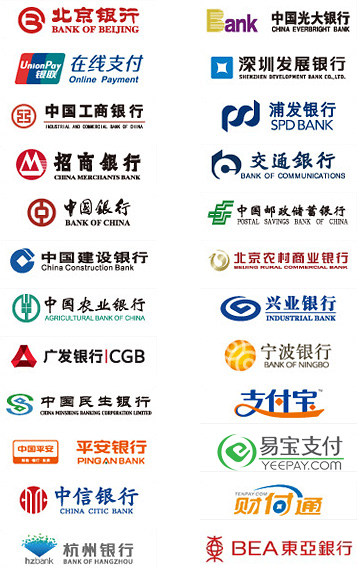 北京银行
BANK OF BEIJING
Bank 中国光大银行
CHINA EVERBRIGHT BANK
UnionPay 在线支付
银联 Online Payment
深圳发展银行
SHENZHEN DEVELOPMENT BANK CO.,LTD.
中国工商银行
INDUSTRIAL AND COMMERCIAL BANK OF CHINA
浦发银行
SPD BANK
招商银行
CHINA MERCHANTS BANK
交通银行
BANK OF COMMUNICATIONS
中国银行
BANK OF CHINA
中国邮政储蓄银行
POSTAL SAVINGS BANK OF CHINA
中国建设银行
China Construction Bank
北京农村商业银行
BEIJING RURAL COMMERCIAL BANK
中国农业银行
AGRICULTURAL BANK OF CHINA
兴业银行
INDUSTRIAL BANK
广发银行|CGB
宁波银行
BANK OF NINGBO
中国民生银行
CHINA MINSHENG BANKING CORPORATION LIMITED
支付宝
中国平安 平安银行
PING AN BANK
易宝支付
YEEPAY.COM
中信银行
CHINA CITIC BANK
TENPAY.COM
财付通
杭州银行
hzbank BANK OF HANGZHOU
BEA東亞銀行